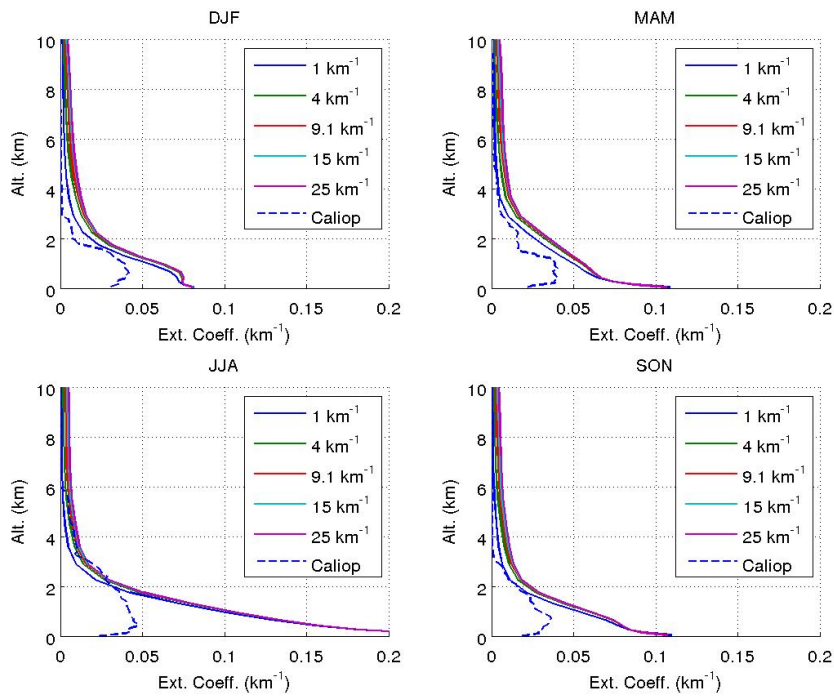 DJF
10
8
6
4
2
0
Alt. (km)
0
0.05
0.1
0.15
0.2
Ext. Coeff. (km⁻¹)
1 km⁻¹
4 km⁻¹
9.1 km⁻¹
15 km⁻¹
25 km⁻¹
Caliop
MAM
10
8
6
4
2
0
Alt. (km)
0
0.05
0.1
0.15
0.2
Ext. Coeff. (km⁻¹)
1 km⁻¹
4 km⁻¹
9.1 km⁻¹
15 km⁻¹
25 km⁻¹
Caliop
JJA
10
8
6
4
2
0
Alt. (km)
0
0.05
0.1
0.15
0.2
Ext. Coeff. (km⁻¹)
1 km⁻¹
4 km⁻¹
9.1 km⁻¹
15 km⁻¹
25 km⁻¹
Caliop
SON
10
8
6
4
2
0
Alt. (km)
0
0.05
0.1
0.15
0.2
Ext. Coeff. (km⁻¹)
1 km⁻¹
4 km⁻¹
9.1 km⁻¹
15 km⁻¹
25 km⁻¹
Caliop